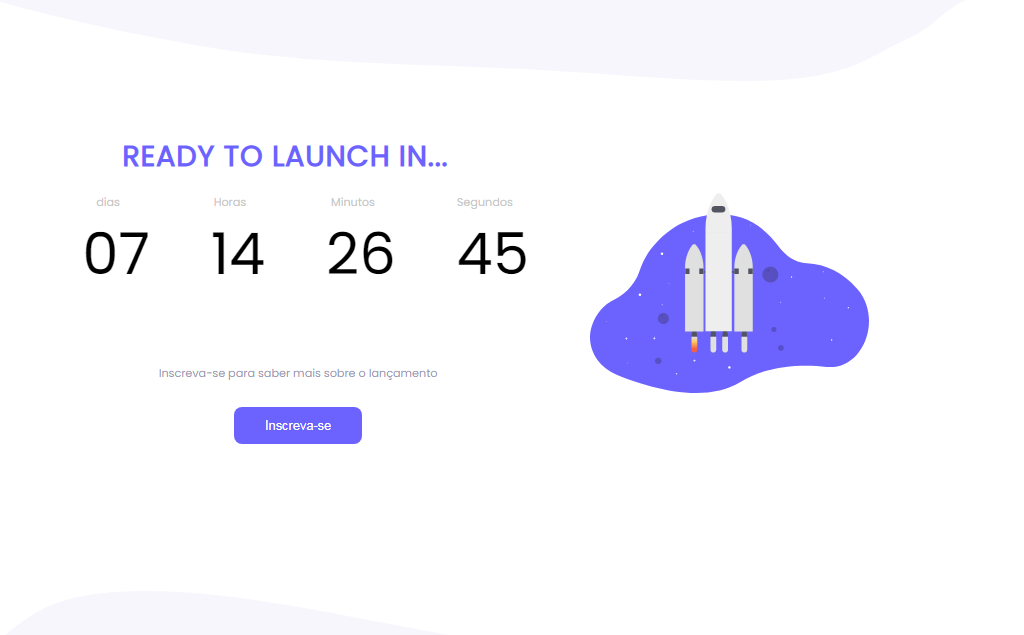 READY TO LAUNCH IN...
dias Horas Minutos Segundos
07 14 26 45
Inscreva-se para saber mais sobre o lançamento
Inscreva-se